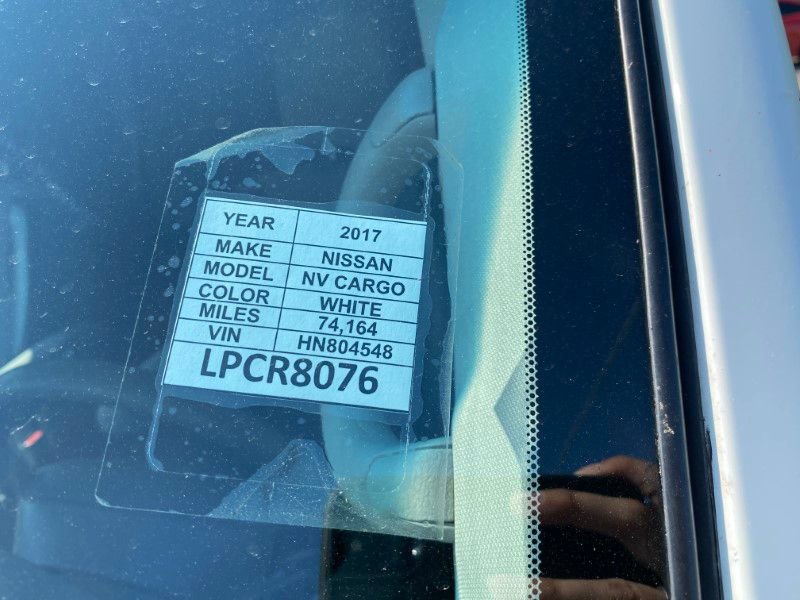 YEAR 2017
MAKE NISSAN
MODEL NV CARGO
COLOR WHITE
MILES 74,164
VIN HN804548
LPCR8076